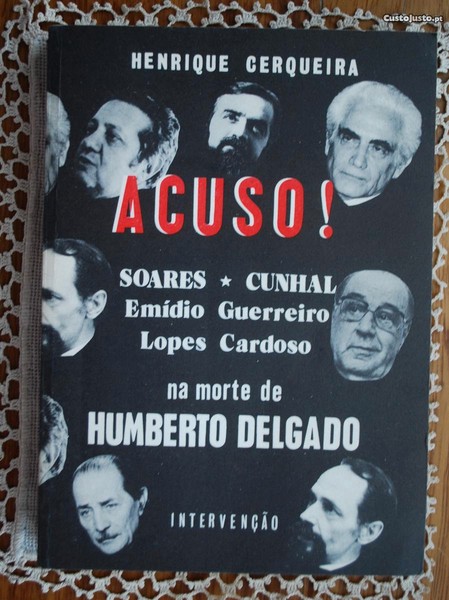 CustoJusto.pt
HENRIQUE CERQUEIRA
ACUSO!
SOARES ★ CUNHAL
Emídio Guerreiro
Lopes Cardoso
na morte de
HUMBERTO DELGADO
INTERVENÇÃO